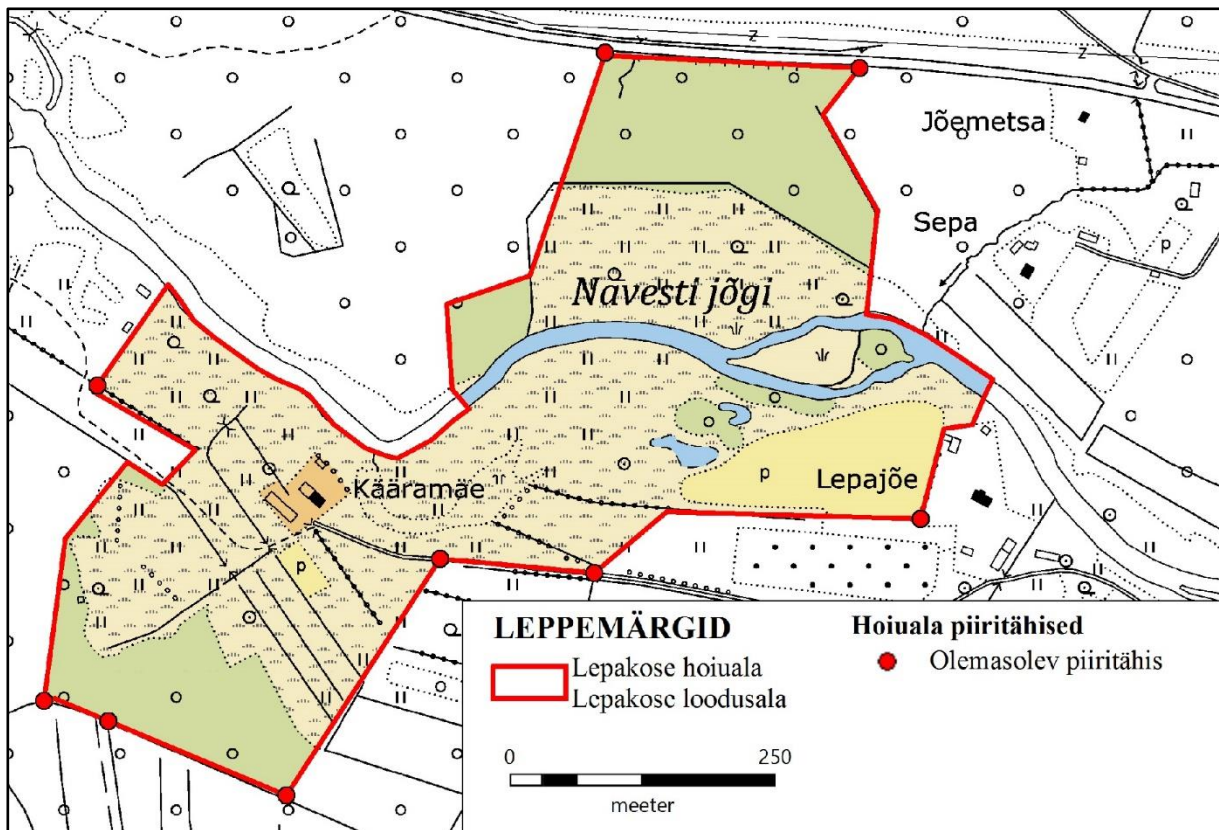 z
z
Jõemetsa
Sepa
p
Navesti jõgi
Kääramäe
p
Lepajõe
p
LEPPEMÄRGID
Lepakose hoiuala
Lepakose loodusala
Hoiuala piiritähised
Olemasolev piiritähis
0
250
meeter